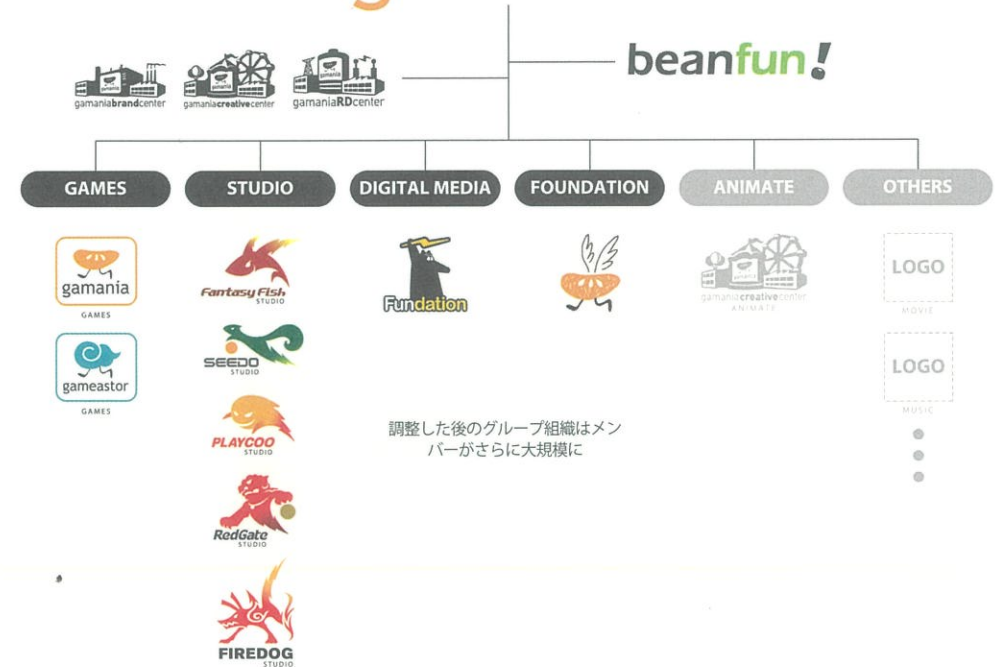 gamaniabrandcenter
gamaniacreativecenter
gamaniaRDcenter
beanfun!
GAMES
STUDIO
DIGITAL MEDIA
FOUNDATION
ANIMATE
OTHERS
gamania
GAMES
gameastor
GAMES
Fantasy Fish
STUDIO
SEEDO
STUDIO
PLAYCOO
STUDIO
RedGate
STUDIO
FIREDOG
STUDIO
Fundation
gamaniacreativecenter
ANIMATE
LOGO
MOVIE
LOGO
MUSIC
調整した後のグループ組織はメン
バーがさらに大規模に